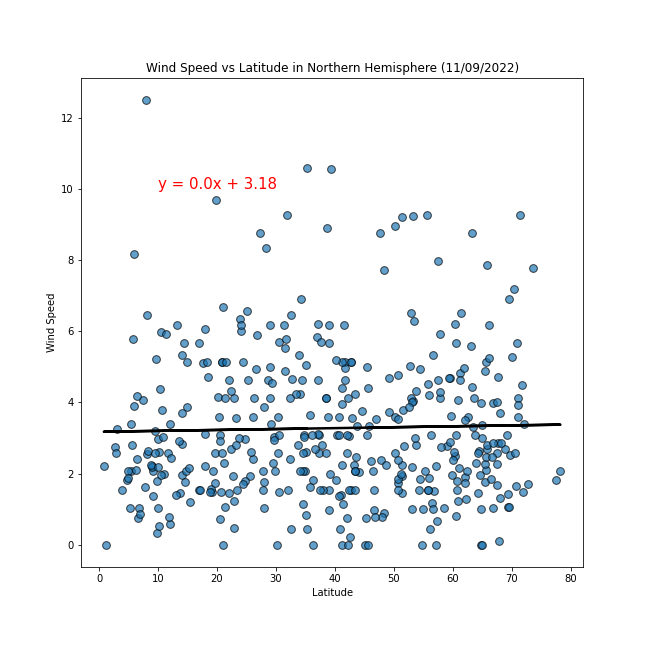 Wind Speed vs Latitude in Northern Hemisphere (11/09/2022)
12
10
8
6
4
2
0
Wind Speed
y = 0.0x + 3.18
0 10 20 30 40 50 60 70 80
Latitude